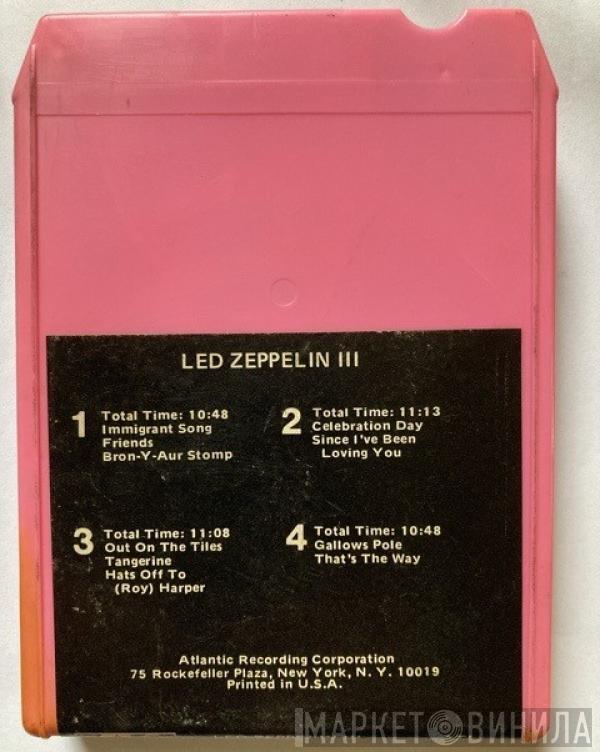 LED ZEPPELIN III
1
Total Time: 10:48
Immigrant Song
Friends
Bron-Y-Aur Stomp
2
Total Time: 11:13
Celebration Day
Since I've Been
Loving You
3
Total Time: 11:08
Out On The Tiles
Tangerine
Hats Off To
(Roy) Harper
4
Total Time: 10:48
Gallows Pole
That's The Way
Atlantic Recording Corporation
75 Rockefeller Plaza, New York, N. Y. 10019
Printed in U.S.A.
МАРКЕТ ВИНИЛА